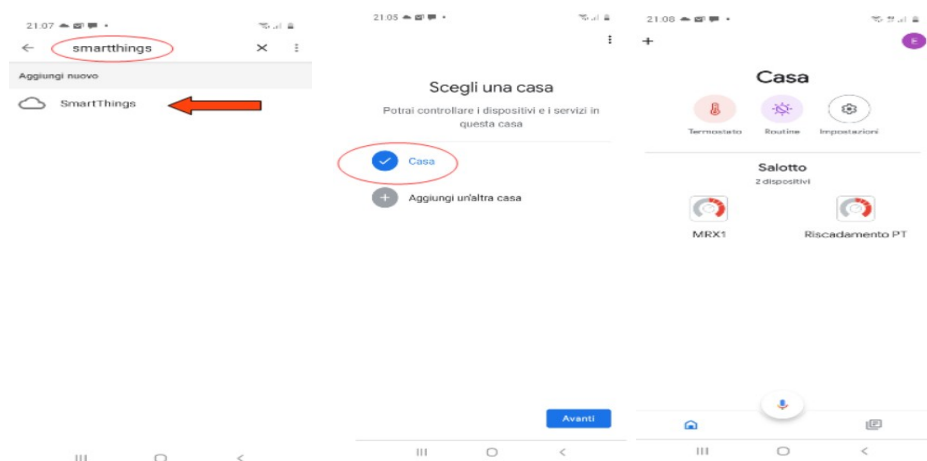 21.07
smartthings
Aggiungi nuovo
SmartThings
21.05
Scegli una casa
Potrai controllare i dispositivi e i servizi in
questa casa
Casa
Aggiungi un'altra casa
Avanti
21.08
E
Casa
Termostato Routine Impostazioni
Salotto
2 dispositivi
MRX1 Riscadamento PT